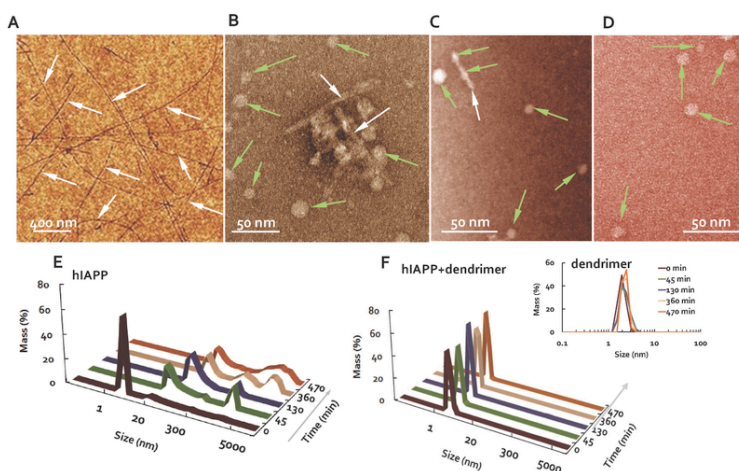 A
B
C
D
400 nm
50 nm
50 nm
50 nm
E
hIAPP
80
60
40
20
0
Mass (%)
1
20
300
5000
Size (nm)
0
45
130
360
470
Time (min)
F
hIAPP+dendrimer
80
60
40
20
0
Mass (%)
1
20
300
5000
Size (nm)
0
45
130
360
Time (min)
dendrimer
60
40
20
0
Mass (%)
0.1
1
10
100
Size (nm)
0 min
45 min
130 min
360 min
470 min